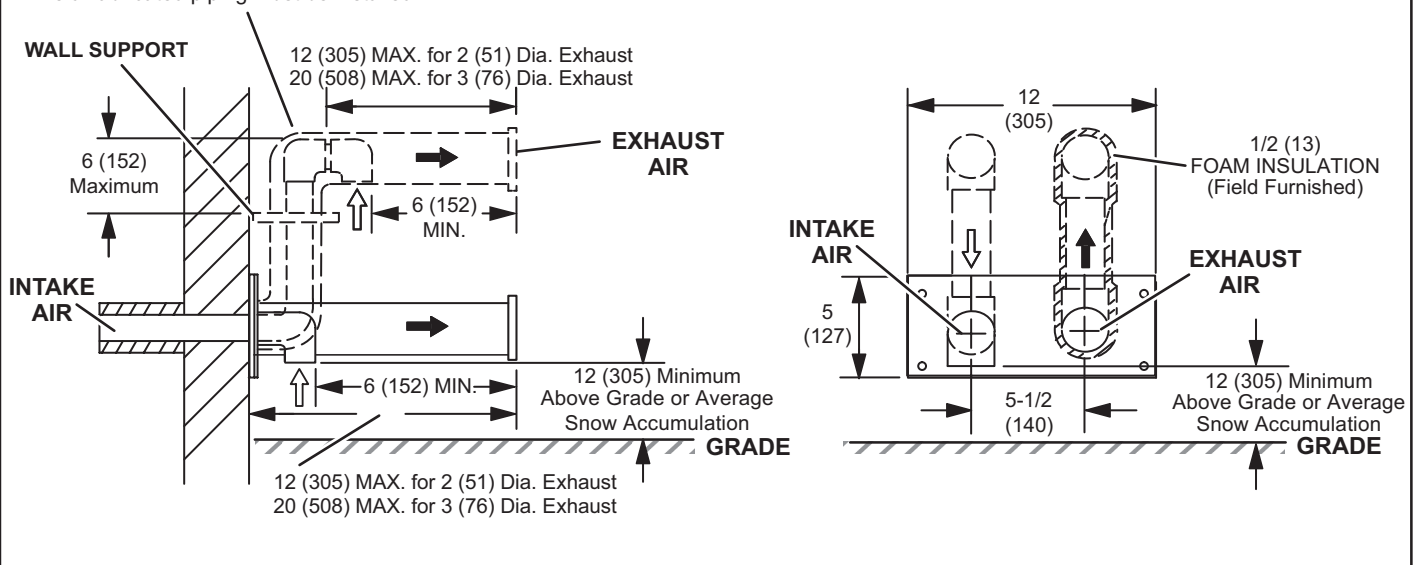 WALL SUPPORT
12 (305) MAX. for 2 (51) Dia. Exhaust
20 (508) MAX. for 3 (76) Dia. Exhaust
6 (152)
Maximum
EXHAUST
AIR
6 (152)
MIN.
INTAKE
AIR
6 (152) MIN.
12 (305) Minimum
Above Grade or Average
Snow Accumulation
GRADE
12 (305) MAX. for 2 (51) Dia. Exhaust
20 (508) MAX. for 3 (76) Dia. Exhaust
12
(305)
1/2 (13)
FOAM INSULATION
(Field Furnished)
INTAKE
AIR
EXHAUST
AIR
5
(127)
5-1/2
(140)
12 (305) Minimum
Above Grade or Average
Snow Accumulation
GRADE